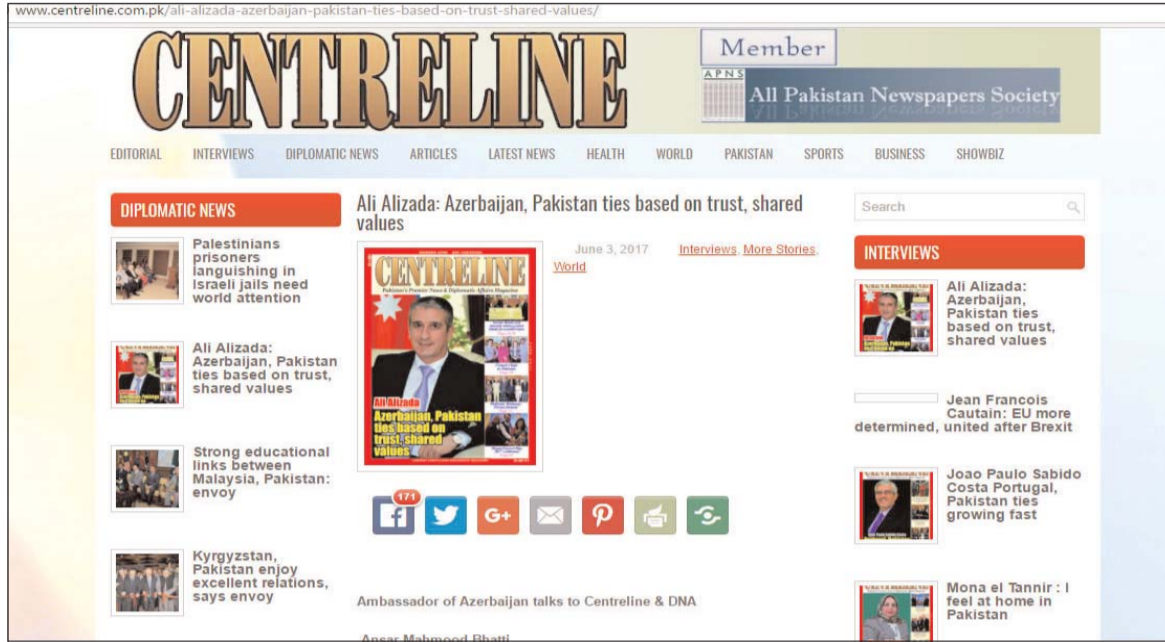 www.centreline.com.pk/ali-alizada-azerbaijan-pakistan-ties-based-on-trust-shared-values/
CENTRELINE
Member
APNS
All Pakistan Newspapers Society
EDITORIAL INTERVIEWS DIPLOMATIC NEWS ARTICLES LATEST NEWS HEALTH WORLD PAKISTAN SPORTS BUSINESS SHOWBIZ
DIPLOMATIC NEWS
Palestinians
prisoners
languishing in
Israeli jails need
world attention
Ali Alizada:
Azerbaijan, Pakistan
ties based on trust,
shared values
Strong educational
links between
Malaysia, Pakistan:
envoy
Kyrgyzstan,
Pakistan enjoy
excellent relations,
says envoy
Ali Alizada: Azerbaijan, Pakistan ties based on trust, shared
values
June 3, 2017 Interviews, More Stories,
World
CENTRELINE
Pakistan's Premier News & Diplomatic Affairs Magazine
Ali Alizada
Azerbaijan, Pakistan
ties based on
trust, shared
values
171
G+
Ambassador of Azerbaijan talks to Centreline & DNA
Ansar Mahmood Bhatti
Search
INTERVIEWS
Ali Alizada:
Azerbaijan,
Pakistan ties
based on trust,
shared values
Jean Francois
Cautain: EU more
determined, united after Brexit
Joao Paulo Sabido
Costa Portugal,
Pakistan ties
growing fast
Mona el Tannir : I
feel at home in
Pakistan